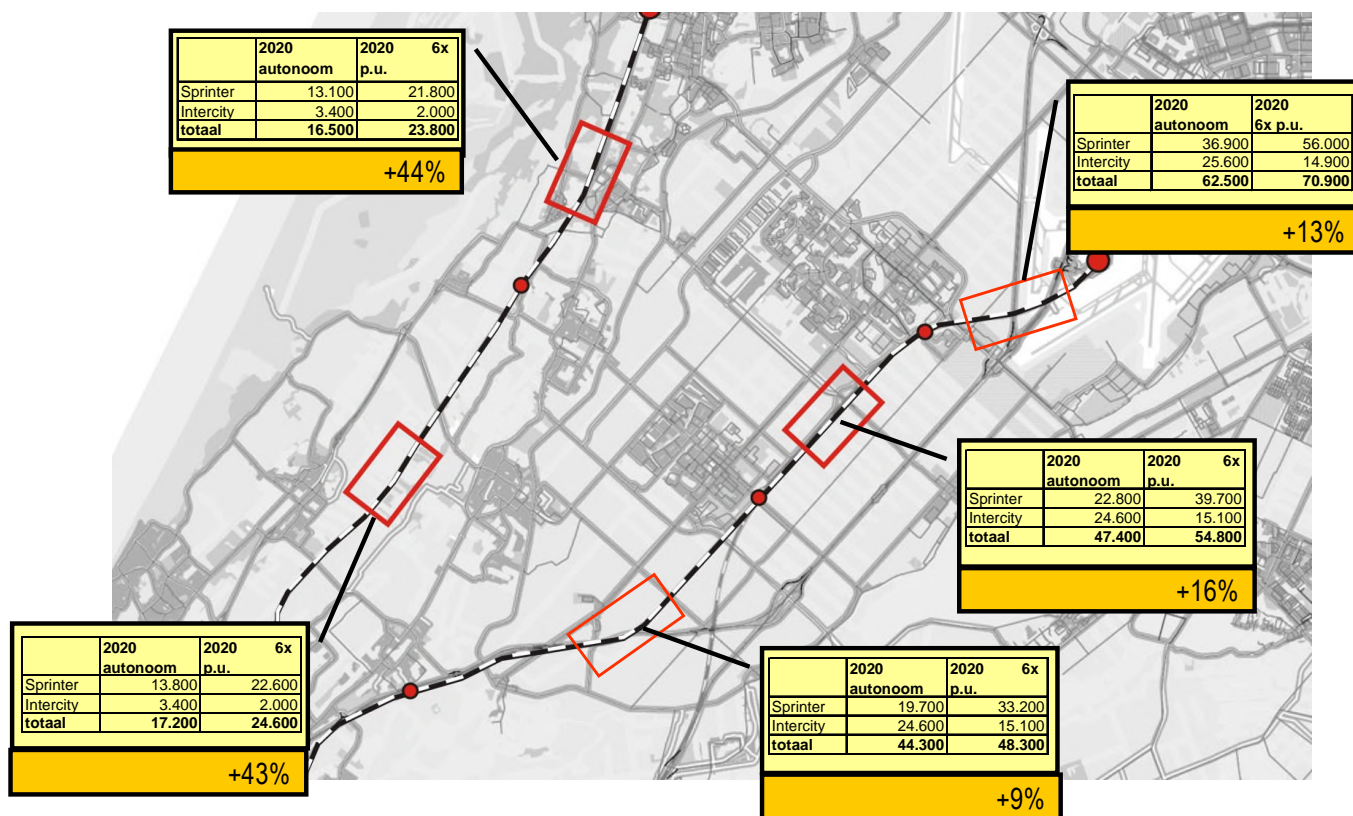 2020 2020 6x
autonoom p.u.
Sprinter 13.100 21.800
Intercity 3.400 2.000
totaal 16.500 23.800
+44%
2020 2020
autonoom 6x p.u.
Sprinter 36.900 56.000
Intercity 25.600 14.900
totaal 62.500 70.900
+13%
2020 2020 6x
autonoom p.u.
Sprinter 22.800 39.700
Intercity 24.600 15.100
totaal 47.400 54.800
+16%
2020 2020 6x
autonoom p.u.
Sprinter 13.800 22.600
Intercity 3.400 2.000
totaal 17.200 24.600
+43%
2020 2020 6x
autonoom p.u.
Sprinter 19.700 33.200
Intercity 24.600 15.100
totaal 44.300 48.300
+9%